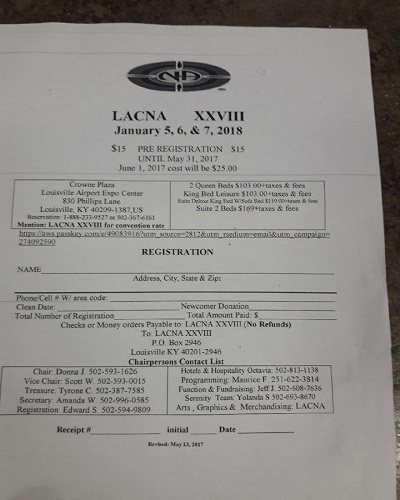 NA
LACNA XXVIII
January 5, 6, & 7, 2018
$15 PRE REGISTRATION $15
UNTIL May 31, 2017
June 1, 2017 cost will be $25.00
Crowne Plaza
Louisville Airport Expo Center
830 Phillips Lane
Louisville, KY 40209-1387,US
Reservation: 1-888-233-9527 or 502-367-6161
Mention: LACNA XXVIII for convention rate
2 Queen Beds $103.00+taxes & fees
King Bed Leisure $103.00+taxes & fees
Suite Deluxe King Bed W/Sofa Bed $119.00+taxes & fees
Suite 2 Beds $169+taxes & fees
https://aws.passkey.com/e/49083916?utm_source=2812&utm_medium=email&utm_campaign=
274092590
REGISTRATION
NAME
Address, City, State & Zip:
Phone/Cell # W/ area code:
Clean Date: Newcomer Donation
Total Number of Registration Total Amount Paid: $
Checks or Money orders Payable to: LACNA XXVIII (No Refunds)
To: LACNA XXVIII
P.O. Box 2946
Louisville KY 40201-2946
Chairpersons Contact List
Chair: Donna J. 502-593-1626
Vice Chair: Scott W. 502-593-0015
Treasure: Tyrone C. 502-387-7585
Secretary: Amanda W. 502-996-0585
Registration: Edward S. 502-594-9809
Hotels & Hospitality Octavia: 502-813-1138
Programming: Maurice F. 251-622-3814
Function & Fundraising: Jeff J. 502-608-7636
Serenity Team: Yolanda S 502-693-8670
Arts , Graphics & Merchandising: LACNA
Receipt # initial Date
Revised: May 23, 2017